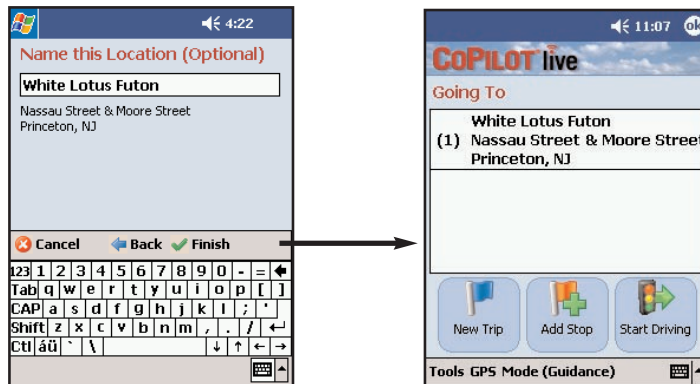 4:22
Name this Location (Optional)
White Lotus Futon
Nassau Street & Moore Street
Princeton, NJ
Cancel Back Finish
123 1 2 3 4 5 6 7 8 9 0 - =
Tab q w e r t y u i o p [ ]
CAP a s d f g h j k l ; '
Shift z x c v b n m , . /
Ctl áü ` \
11:07 ok
COPILOT live
Going To
White Lotus Futon
(1) Nassau Street & Moore Street
Princeton, NJ
New Trip Add Stop Start Driving
Tools GPS Mode (Guidance)